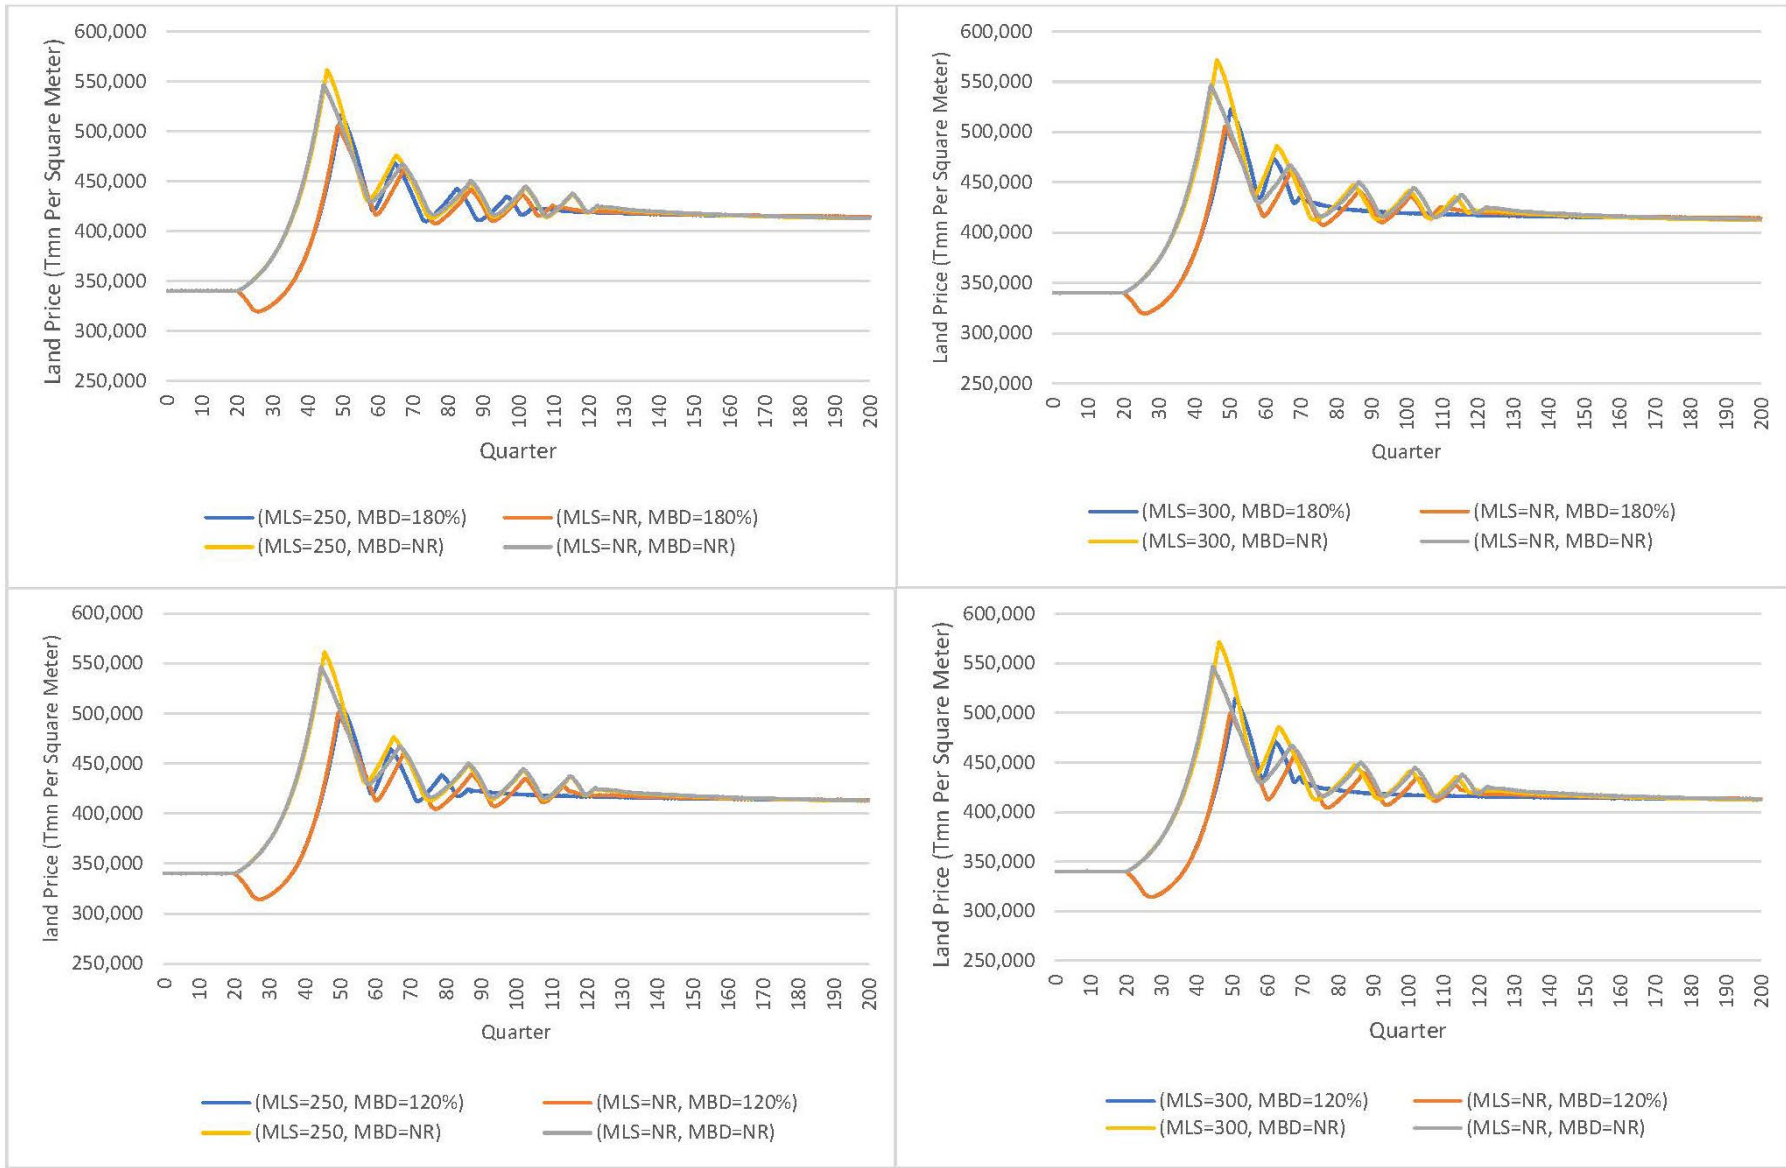 Land Price (Tmn Per Square Meter)
600,000
550,000
500,000
450,000
400,000
350,000
300,000
250,000
0 10 20 30 40 50 60 70 80 90 100 110 120 130 140 150 160 170 180 190 200
Quarter
(MLS=250, MBD=180%) (MLS=NR, MBD=180%)
(MLS=250, MBD=NR) (MLS=NR, MBD=NR)
Land Price (Tmn Per Square Meter)
600,000
550,000
500,000
450,000
400,000
350,000
300,000
250,000
0 10 20 30 40 50 60 70 80 90 100 110 120 130 140 150 160 170 180 190 200
Quarter
(MLS=300, MBD=180%) (MLS=NR, MBD=180%)
(MLS=300, MBD=NR) (MLS=NR, MBD=NR)
land Price (Tmn Per Square Meter)
600,000
550,000
500,000
450,000
400,000
350,000
300,000
250,000
0 10 20 30 40 50 60 70 80 90 100 110 120 130 140 150 160 170 180 190 200
Quarter
(MLS=250, MBD=120%) (MLS=NR, MBD=120%)
(MLS=250, MBD=NR) (MLS=NR, MBD=NR)
Land Price (Tmn Per Square Meter)
600,000
550,000
500,000
450,000
400,000
350,000
300,000
250,000
0 10 20 30 40 50 60 70 80 90 100 110 120 130 140 150 160 170 180 190 200
Quarter
(MLS=300, MBD=120%) (MLS=NR, MBD=120%)
(MLS=300, MBD=NR) (MLS=NR, MBD=NR)